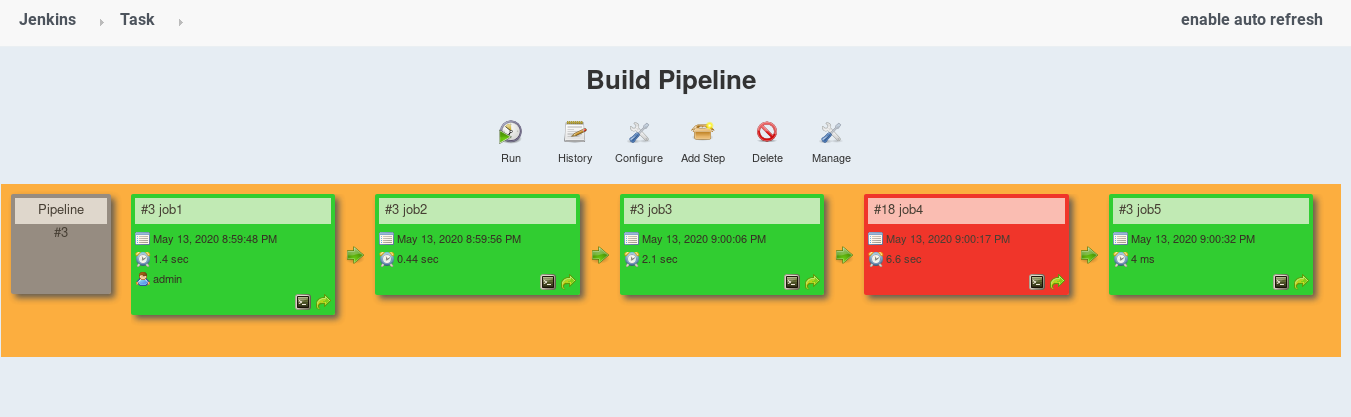 Jenkins Task enable auto refresh
Build Pipeline
Run History Configure Add Step Delete Manage
Pipeline
#3
#3 job1
May 13, 2020 8:59:48 PM
1.4 sec
admin
#3 job2
May 13, 2020 8:59:56 PM
0.44 sec
#3 job3
May 13, 2020 9:00:06 PM
2.1 sec
#18 job4
May 13, 2020 9:00:17 PM
6.6 sec
#3 job5
May 13, 2020 9:00:32 PM
4 ms